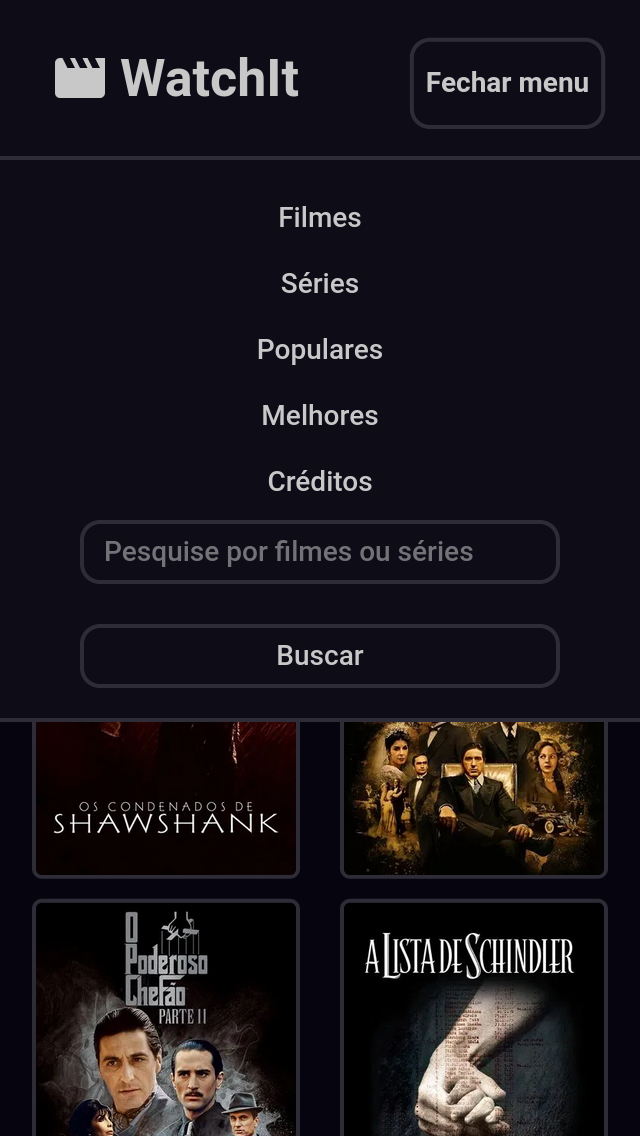 WatchIt
Fechar menu
Filmes
Séries
Populares
Melhores
Créditos
Pesquise por filmes ou séries
Buscar
OS CONDENADOS DE
SHAWSHANK
O
Poderoso
Chefão
PARTE II
A LISTA DE SCHINDLER